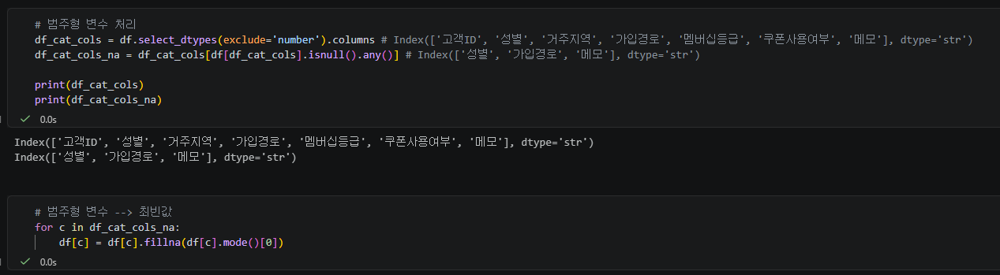 # 범주형 변수 처리
df_cat_cols = df.select_dtypes(exclude='number').columns # Index(['고객ID', '성별', '거주지역', '가입경로', '멤버십등급', '쿠폰사용여부', '메모'], dtype='str')
df_cat_cols_na = df_cat_cols[df[df_cat_cols].isnull().any()] # Index(['성별', '가입경로', '메모'], dtype='str')
print(df_cat_cols)
print(df_cat_cols_na)
0.0s
Index(['고객ID', '성별', '거주지역', '가입경로', '멤버십등급', '쿠폰사용여부', '메모'], dtype='str')
Index(['성별', '가입경로', '메모'], dtype='str')
# 범주형 변수 --> 최빈값
for c in df_cat_cols_na:
    df[c] = df[c].fillna(df[c].mode()[0])
0.0s